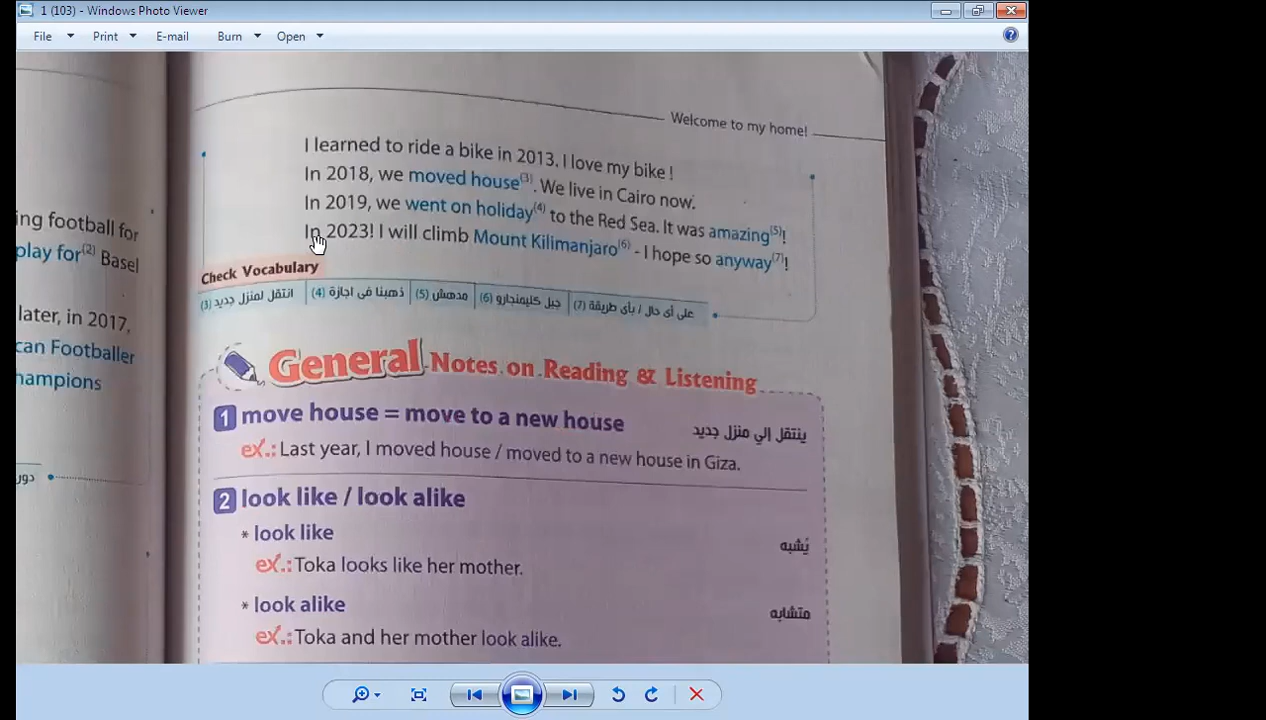 1 (103) - Windows Photo Viewer
File Print E-mail Burn Open
Welcome to my home!
I learned to ride a bike in 2013. I love my bike !
In 2018, we moved house(3). We live in Cairo now.
In 2019, we went on holiday(4) to the Red Sea. It was amazing(5)!
In 2023! I will climb Mount Kilimanjaro(6) - I hope so anyway(7)!
Check Vocabulary
(3) انتقل لمنزل جديد (4) ذهبنا فى اجازة (5) مدهش (6) جبل كليمنجارو (7) على أى حال / بأى طريقة
ing football for
play for(2) Basel
later, in 2017,
can Footballer
hampions
دور
General Notes on Reading & Listening
1 move house = move to a new house ينتقل إلي منزل جديد
ex.: Last year, I moved house / moved to a new house in Giza.
2 look like / look alike
* look like يُشبه
ex.: Toka looks like her mother.
* look alike متشابه
ex.: Toka and her mother look alike.